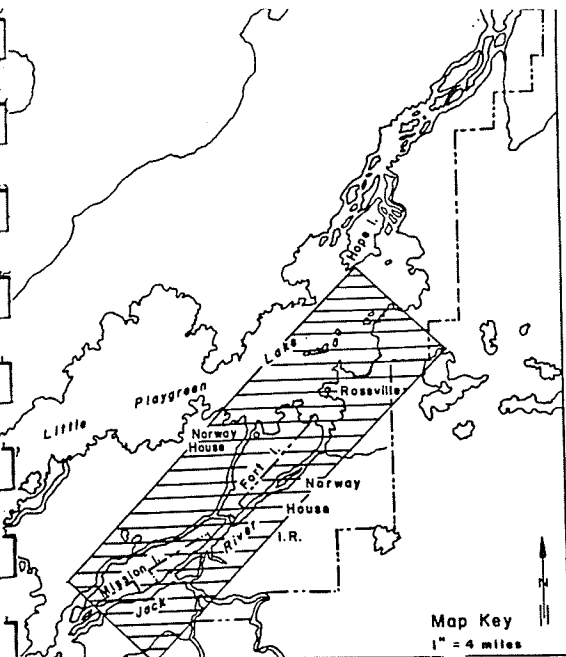 Hope I.
Little Playgreen Lake
Rossville
Norway
House
Fort I.
Norway
House
I.R.
Mission
Jack River
N
Map Key
1" = 4 miles